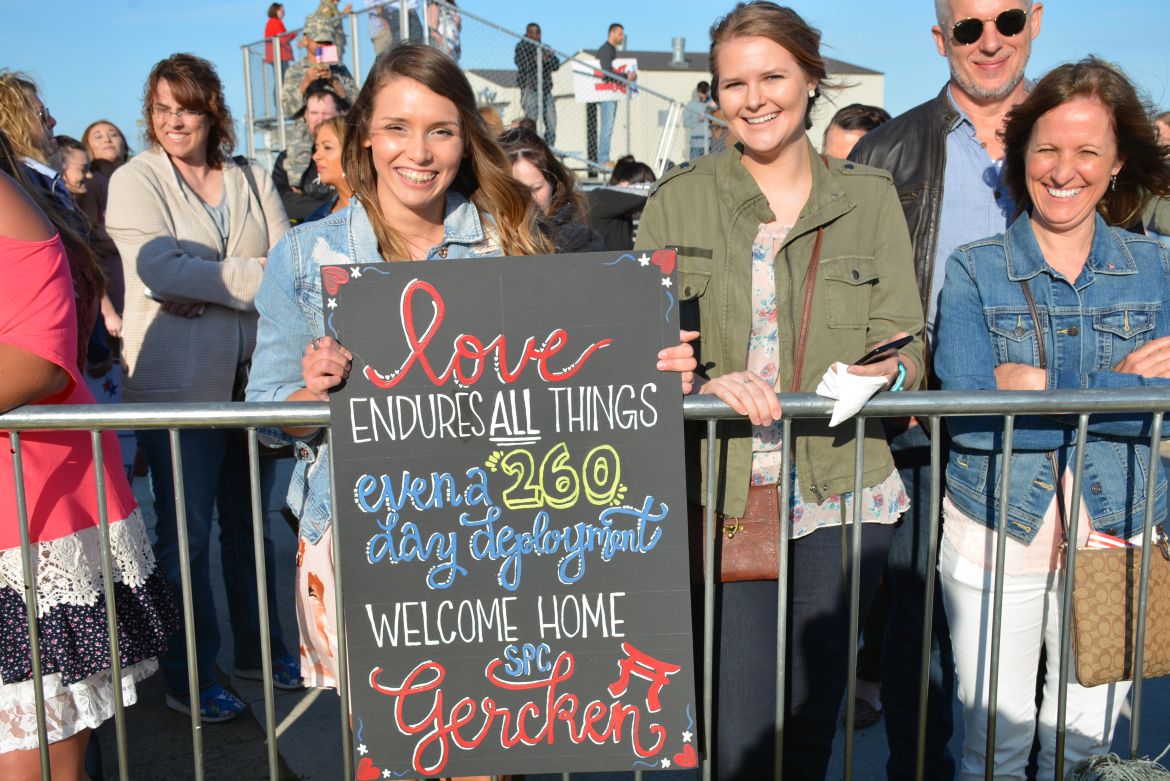 love
ENDURES ALL THINGS
even a 260
day deployment
WELCOME HOME
SPC
Gercken